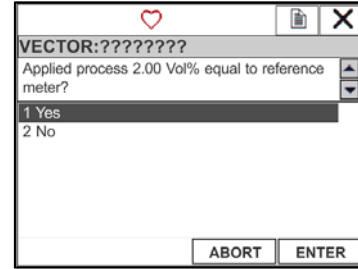 VECTOR:????????
Applied process 2.00 Vol% equal to reference
meter?
1 Yes
2 No
ABORT ENTER